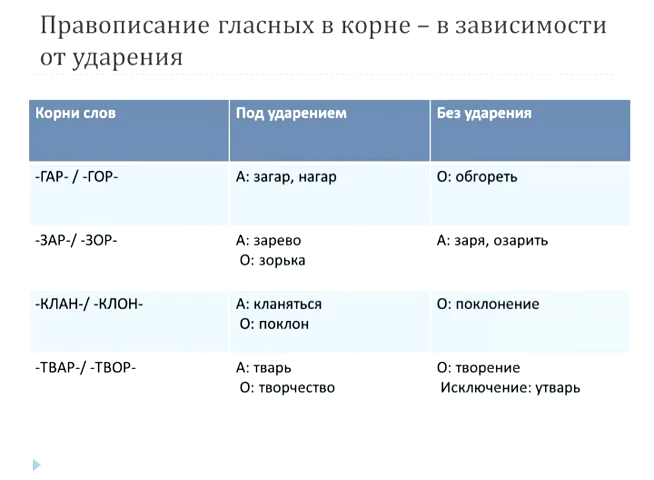 Правописание гласных в корне – в зависимости
от ударения
Корни слов Под ударением Без ударения
-ГАР- / -ГОР- А: загар, нагар О: обгореть
-ЗАР-/ -ЗОР- А: зарево А: заря, озарить
О: зорька
-КЛАН-/ -КЛОН- А: кланяться О: поклонение
О: поклон
-ТВАР-/ -ТВОР- А: тварь О: творение
О: творчество Исключение: утварь